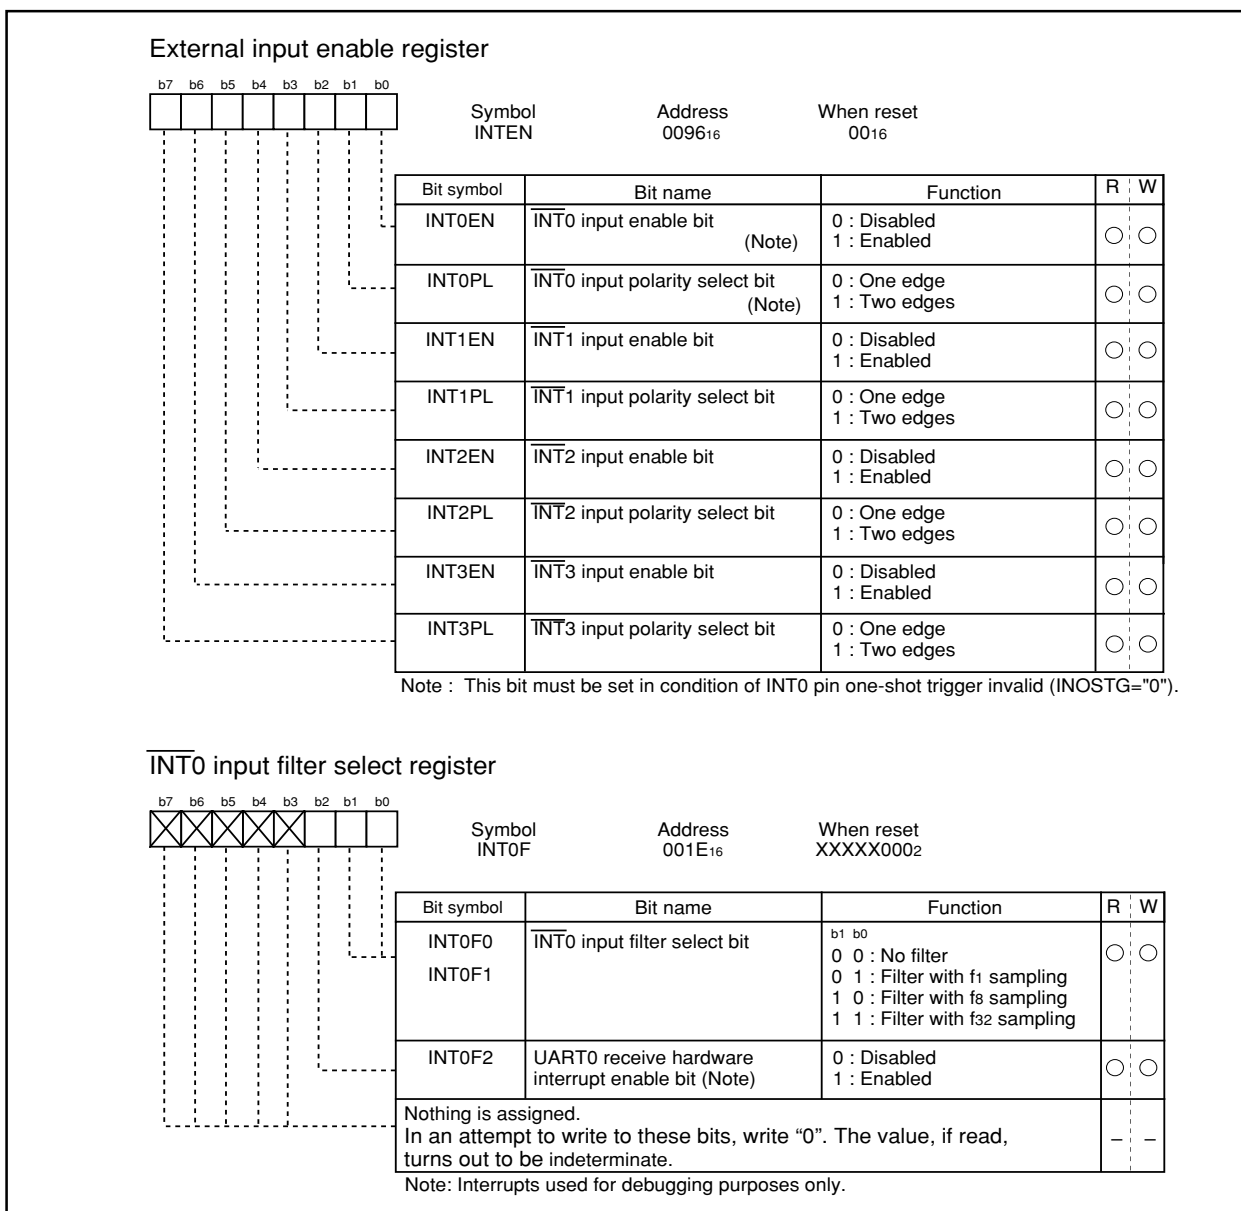 External input enable register
b7 b6 b5 b4 b3 b2 b1 b0
Symbol Address When reset
INTEN 009616 0016
Bit symbol Bit name Function R W
INT0EN INT0 input enable bit 0 : Disabled
(Note) 1 : Enabled
INT0PL INT0 input polarity select bit 0 : One edge
(Note) 1 : Two edges
INT1EN INT1 input enable bit 0 : Disabled
1 : Enabled
INT1PL INT1 input polarity select bit 0 : One edge
1 : Two edges
INT2EN INT2 input enable bit 0 : Disabled
1 : Enabled
INT2PL INT2 input polarity select bit 0 : One edge
1 : Two edges
INT3EN INT3 input enable bit 0 : Disabled
1 : Enabled
INT3PL INT3 input polarity select bit 0 : One edge
1 : Two edges
Note : This bit must be set in condition of INT0 pin one-shot trigger invalid (INOSTG="0").
INT0 input filter select register
b7 b6 b5 b4 b3 b2 b1 b0
Symbol Address When reset
INT0F 001E16 XXXXX0002
Bit symbol Bit name Function R W
INT0F0 INT0 input filter select bit b1 b0
0 0 : No filter
INT0F1 0 1 : Filter with f1 sampling
1 0 : Filter with f8 sampling
1 1 : Filter with f32 sampling
INT0F2 UART0 receive hardware 0 : Disabled
interrupt enable bit (Note) 1 : Enabled
Nothing is assigned.
In an attempt to write to these bits, write “0”. The value, if read, – –
turns out to be indeterminate.
Note: Interrupts used for debugging purposes only.